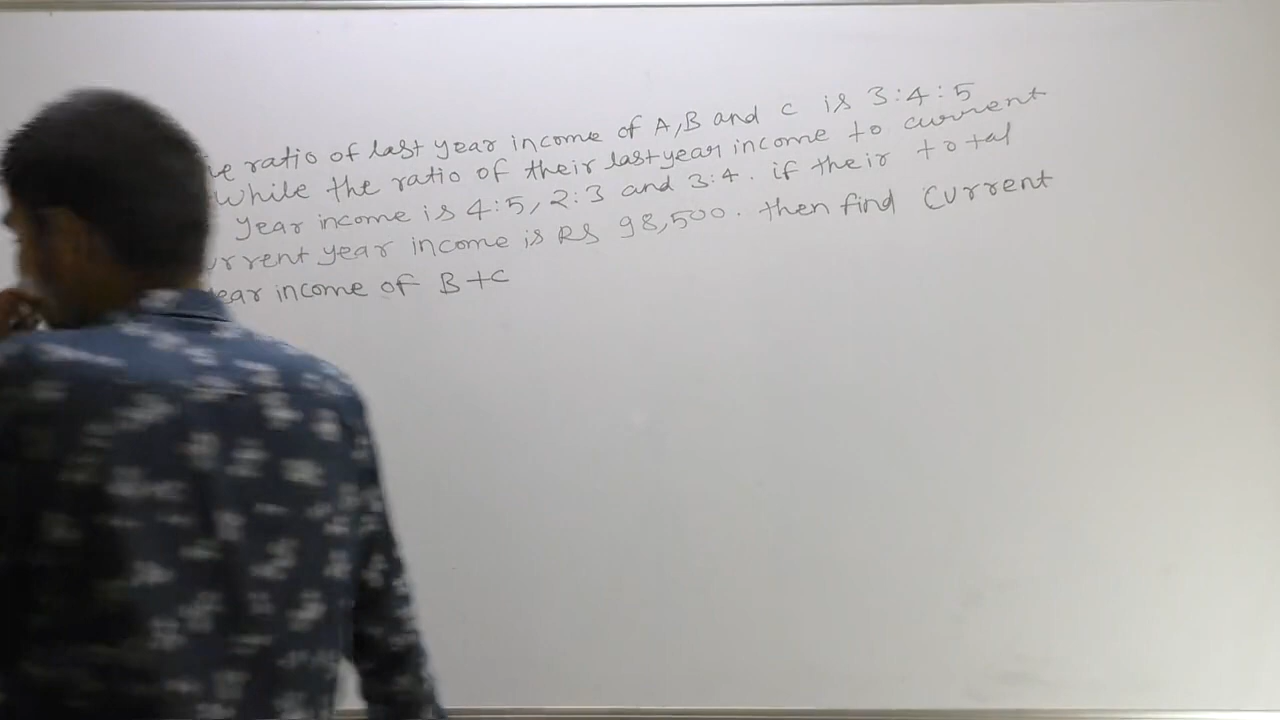 ratio of last year income of A,B and C is 3:4:5
while the ratio of their last year income to current
year income is 4:5, 2:3 and 3:4. if their total
year income is RS 98,500. then find Current
income of B+C